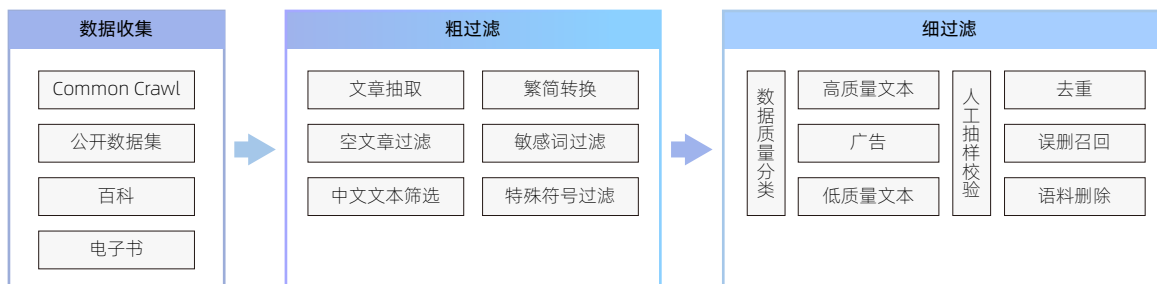 数据收集
Common Crawl
公开数据集
百科
电子书
粗过滤
文章抽取
繁简转换
空文章过滤
敏感词过滤
中文文本筛选
特殊符号过滤
细过滤
数据质量分类
高质量文本
广告
低质量文本
人工抽样校验
去重
误删召回
语料删除